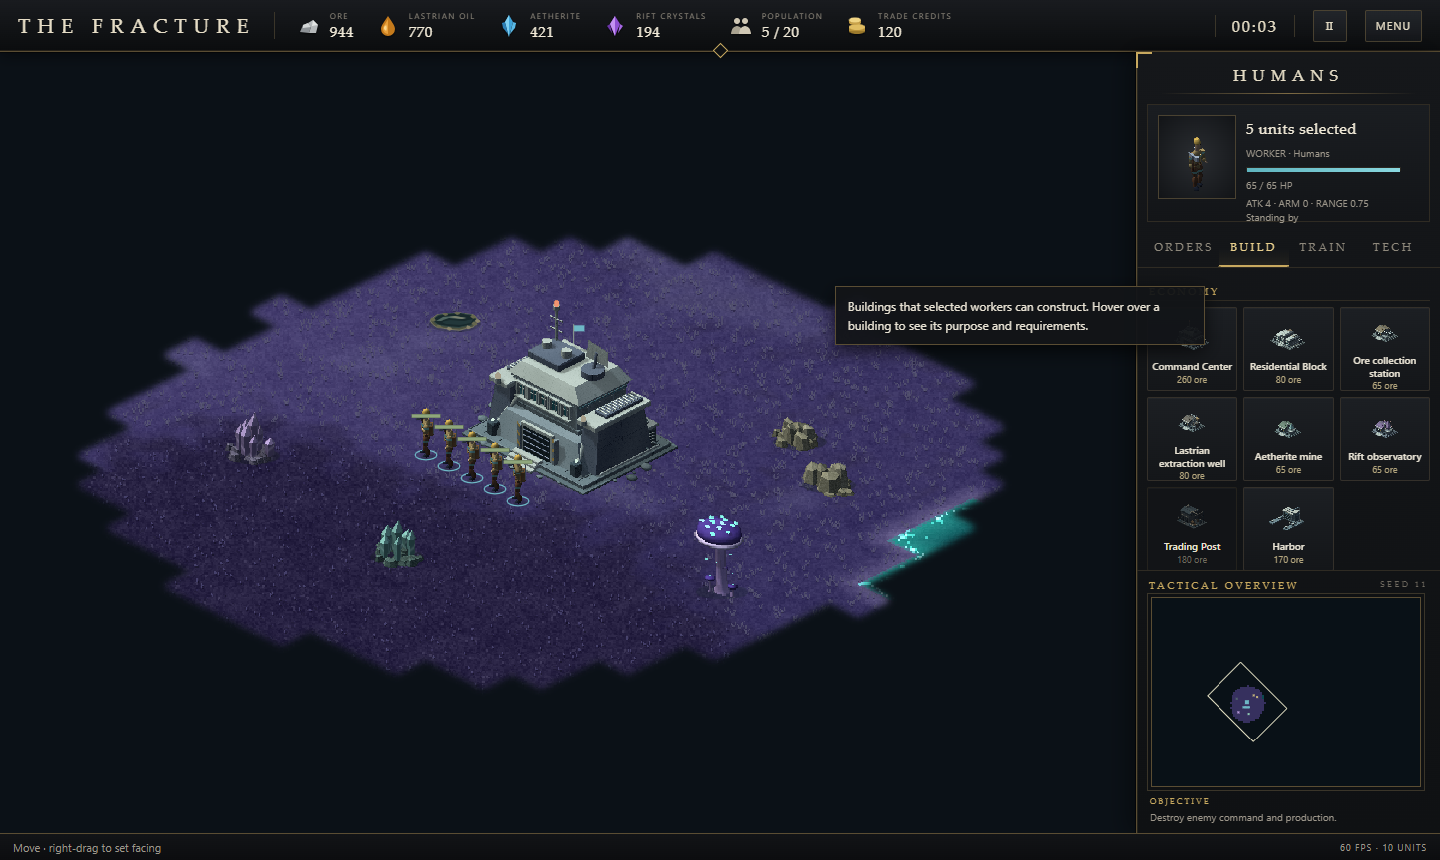 THE FRACTURE
ORE
944
LASTRIAN OIL
770
AETHERITE
421
RIFT CRYSTALS
194
POPULATION
5 / 20
TRADE CREDITS
120
00:03
II
MENU
HUMANS
5 units selected
WORKER · Humans
65 / 65 HP
ATK 4 · ARM 0 · RANGE 0.75
Standing by
ORDERS
BUILD
TRAIN
TECH
ECONOMY
Buildings that selected workers can construct. Hover over a
building to see its purpose and requirements.
Command Center
260 ore
Residential Block
80 ore
Ore collection
station
65 ore
Lastrian
extraction well
80 ore
Aetherite mine
65 ore
Rift observatory
65 ore
Trading Post
180 ore
Harbor
170 ore
TACTICAL OVERVIEW
SEED 11
OBJECTIVE
Destroy enemy command and production.
Move · right-drag to set facing
60 FPS · 10 UNITS